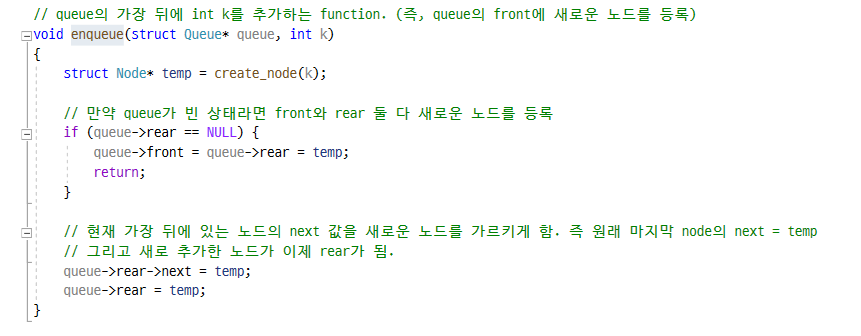 // queue의 가장 뒤에 int k를 추가하는 function. (즉, queue의 front에 새로운 노드를 등록)
void enqueue(struct Queue* queue, int k)
{
struct Node* temp = create_node(k);
// 만약 queue가 빈 상태라면 front와 rear 둘 다 새로운 노드를 등록
if (queue->rear == NULL) {
queue->front = queue->rear = temp;
return;
}
// 현재 가장 뒤에 있는 노드의 next 값을 새로운 노드를 가르키게 함. 즉 원래 마지막 node의 next = temp
// 그리고 새로 추가한 노드가 이제 rear가 됨.
queue->rear->next = temp;
queue->rear = temp;
}